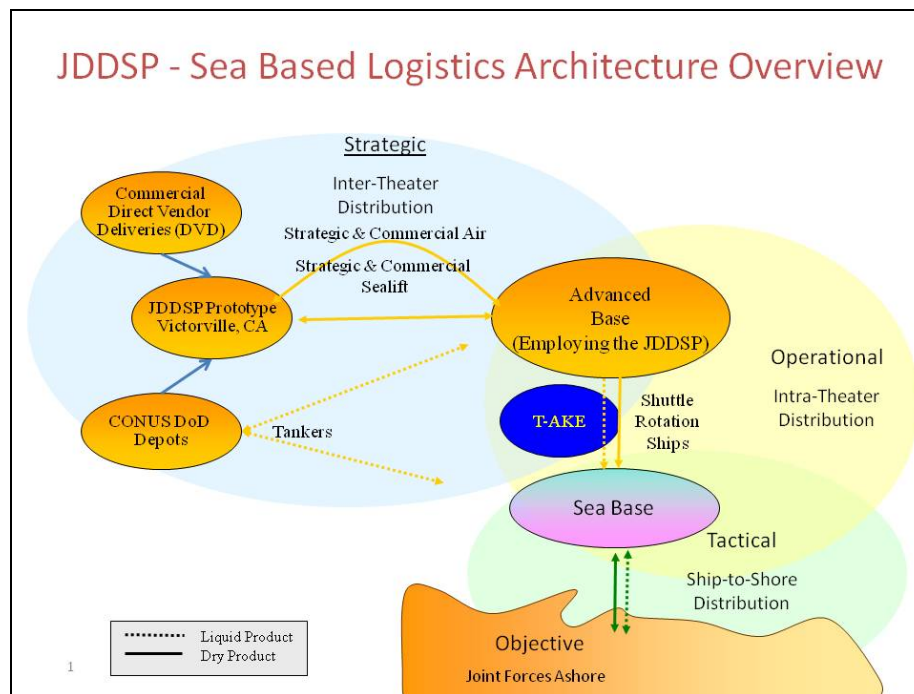 JDDSP - Sea Based Logistics Architecture Overview
Strategic
Inter-Theater
Distribution
Commercial
Direct Vendor
Deliveries (DVD)
Strategic & Commercial Air
Strategic & Commercial
Sealift
JDDSP Prototype
Victorville, CA
Advanced
Base
(Employing the JDDSP)
Operational
Intra-Theater
Distribution
CONUS DoD
Depots
Tankers
T-AKE
Shuttle
Rotation
Ships
Sea Base
Tactical
Ship-to-Shore
Distribution
Liquid Product
Dry Product
Objective
Joint Forces Ashore
1